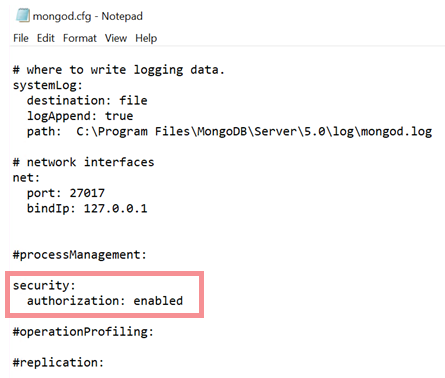 mongod.cfg - Notepad
File Edit Format View Help
# where to write logging data.
systemLog:
  destination: file
  logAppend: true
  path:  C:\Program Files\MongoDB\Server\5.0\log\mongod.log
# network interfaces
net:
  port: 27017
  bindIp: 127.0.0.1
#processManagement:
security:
  authorization: enabled
#operationProfiling:
#replication: